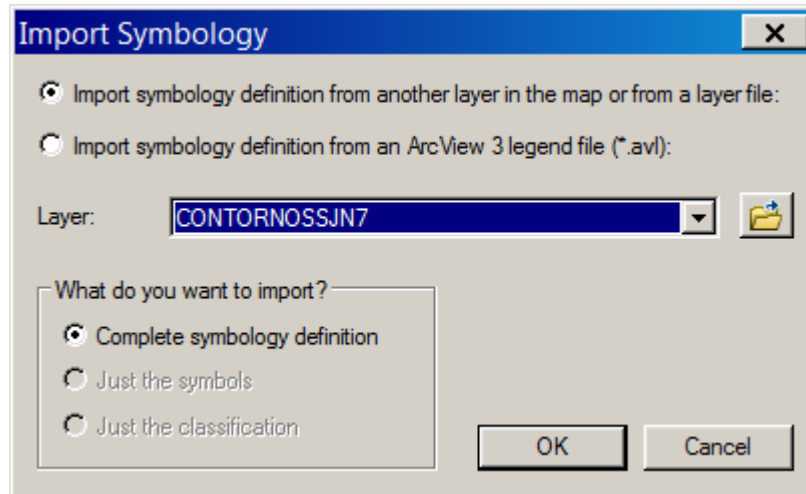 Import Symbology
Import symbology definition from another layer in the map or from a layer file:
Import symbology definition from an ArcView 3 legend file (*.avl):
Layer: CONTORNOSSJN7
What do you want to import?
Complete symbology definition
Just the symbols
Just the classification
OK Cancel